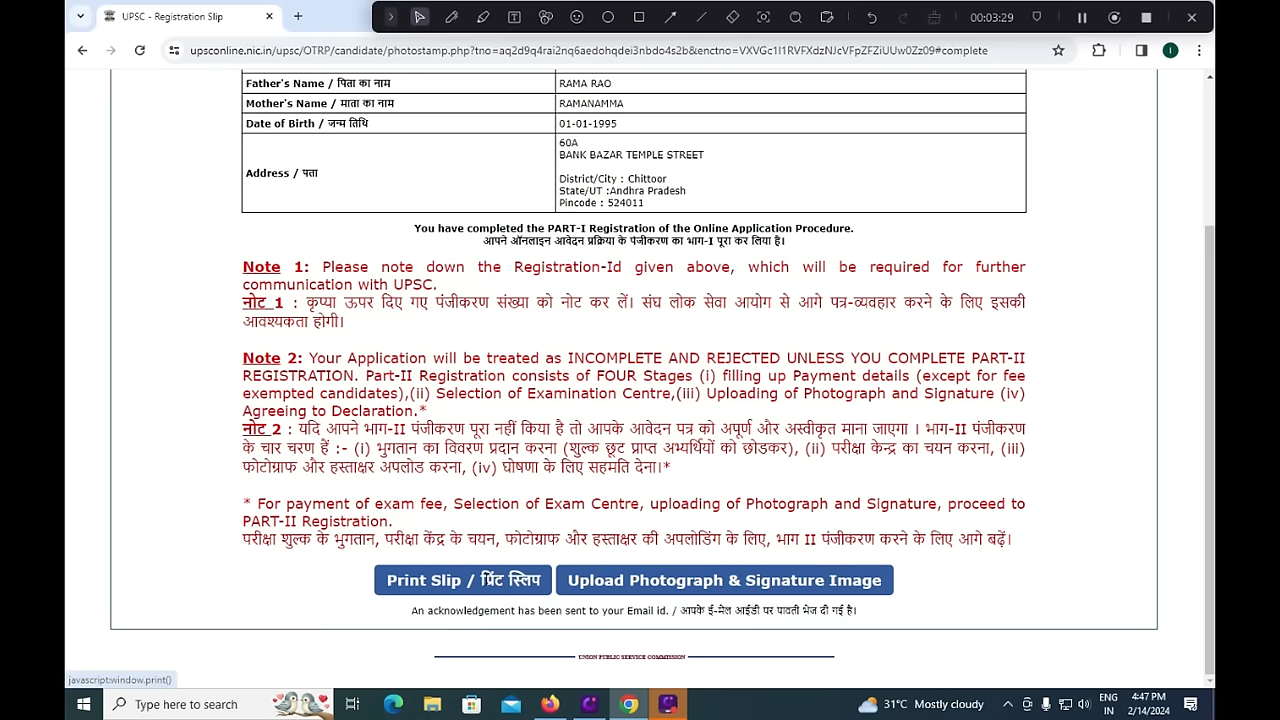 UPSC - Registration Slip
00:03:29
upsconline.nic.in/upsc/OTRP/candidate/photostamp.php?tno=aq2d9q4rai2nq6aedohqdei3nbdo4s2b&enctno=VXVGc1I1RVFXdzNJcVFpZFZiUUw0Zz09#complete
Father's Name / पिता का नाम RAMA RAO
Mother's Name / माता का नाम RAMANAMMA
Date of Birth / जन्म तिथि 01-01-1995
Address / पता
60A
BANK BAZAR TEMPLE STREET
District/City : Chittoor
State/UT :Andhra Pradesh
Pincode : 524011
You have completed the PART-I Registration of the Online Application Procedure.
आपने ऑनलाइन आवेदन प्रक्रिया के पंजीकरण का भाग-I पूरा कर लिया है।
Note 1: Please note down the Registration-Id given above, which will be required for further
communication with UPSC.
नोट 1 : कृप्या ऊपर दिए गए पंजीकरण संख्या को नोट कर लें। संघ लोक सेवा आयोग से आगे पत्र-व्यवहार करने के लिए इसकी
आवश्यकता होगी।
Note 2: Your Application will be treated as INCOMPLETE AND REJECTED UNLESS YOU COMPLETE PART-II
REGISTRATION. Part-II Registration consists of FOUR Stages (i) filling up Payment details (except for fee
exempted candidates),(ii) Selection of Examination Centre,(iii) Uploading of Photograph and Signature (iv)
Agreeing to Declaration.*
नोट 2 : यदि आपने भाग-II पंजीकरण पूरा नहीं किया है तो आपके आवेदन पत्र को अपूर्ण और अस्वीकृत माना जाएगा । भाग-II पंजीकरण
के चार चरण हैं :- (i) भुगतान का विवरण प्रदान करना (शुल्क छूट प्राप्त अभ्यर्थियों को छोडकर), (ii) परीक्षा केन्द्र का चयन करना, (iii)
फोटोग्राफ और हस्ताक्षर अपलोड करना, (iv) घोषणा के लिए सहमति देना।*
* For payment of exam fee, Selection of Exam Centre, uploading of Photograph and Signature, proceed to
PART-II Registration.
परीक्षा शुल्क के भुगतान, परीक्षा केंद्र के चयन, फोटोग्राफ और हस्ताक्षर की अपलोडिंग के लिए, भाग II पंजीकरण करने के लिए आगे बढ़ें।
Print Slip / प्रिंट स्लिप Upload Photograph & Signature Image
An acknowledgement has been sent to your Email id. / आपके ई-मेल आईडी पर पावती भेज दी गई है।
UNION PUBLIC SERVICE COMMISSION
javascript:window.print()
Type here to search
31°C Mostly cloudy
ENG
IN
4:47 PM
2/14/2024